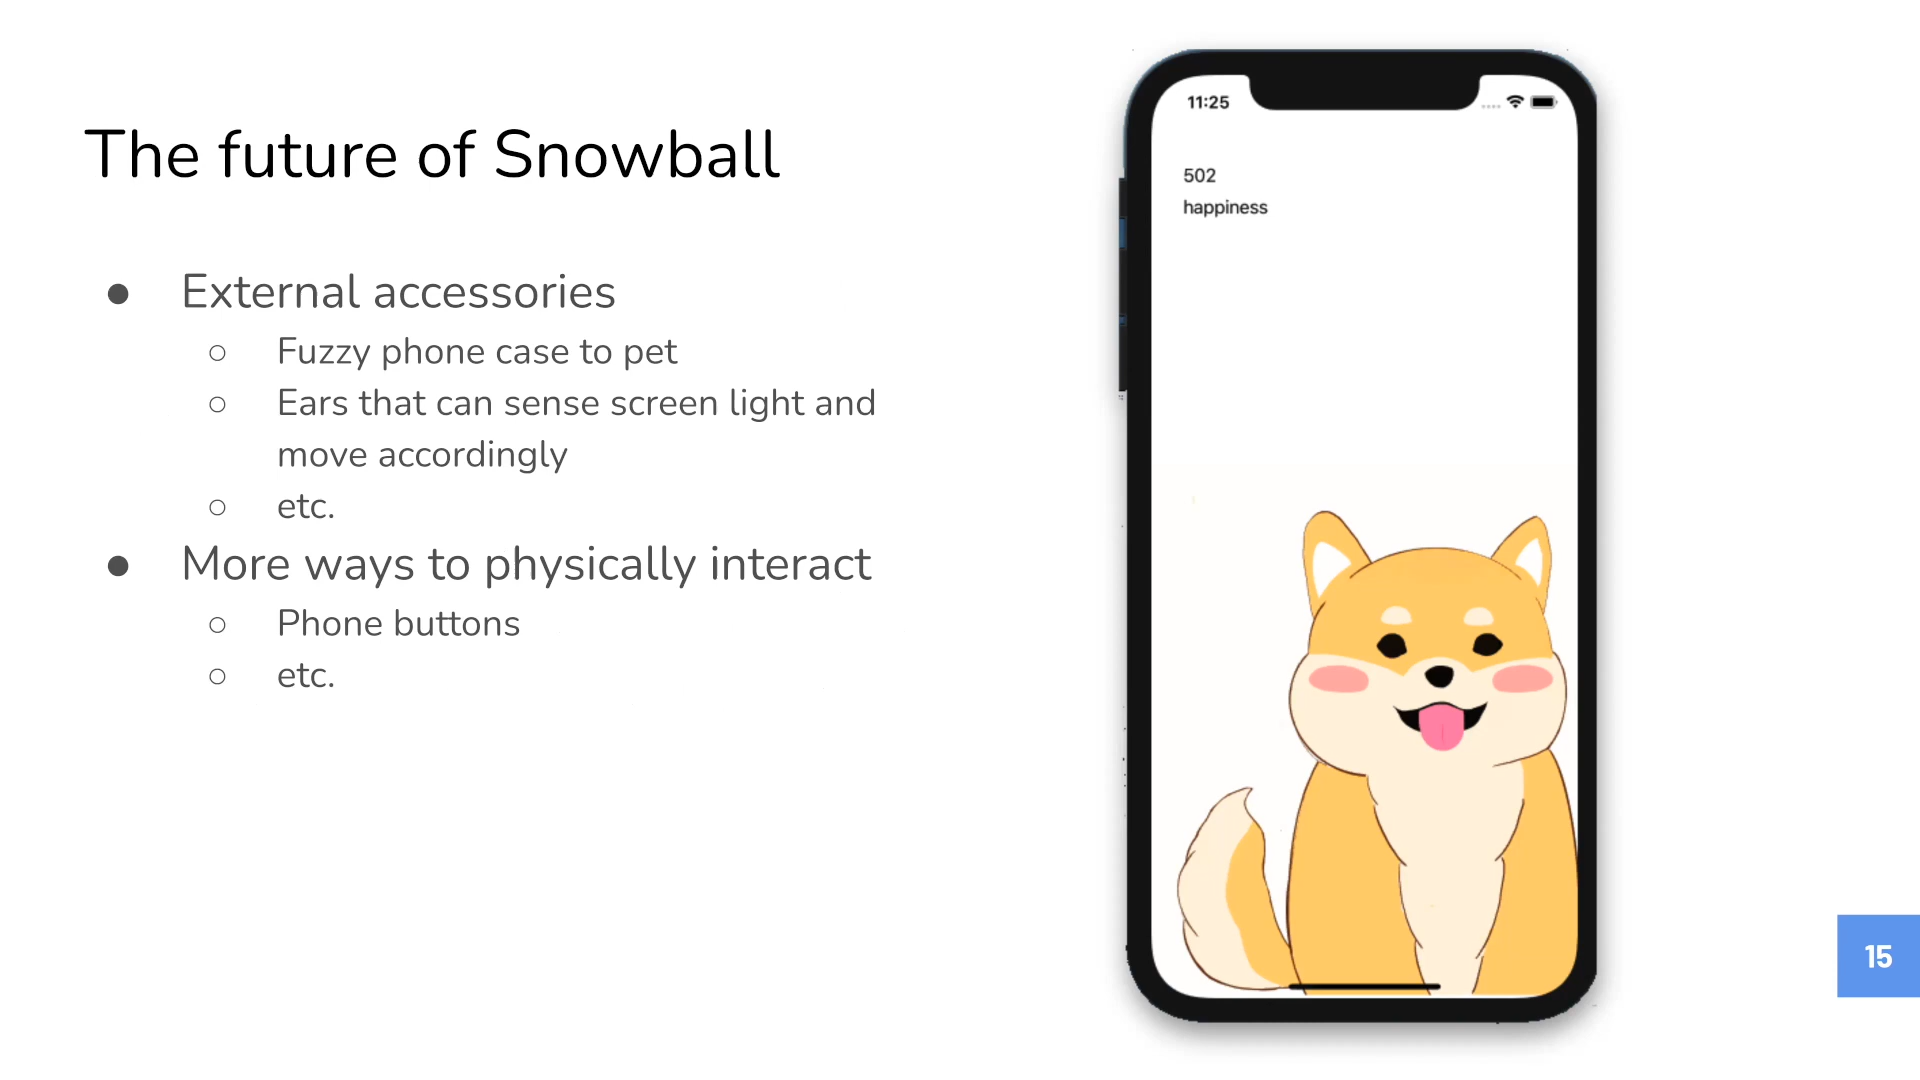 The future of Snowball
● External accessories
○ Fuzzy phone case to pet
○ Ears that can sense screen light and
move accordingly
○ etc.
● More ways to physically interact
○ Phone buttons
○ etc.
11:25
502
happiness
15